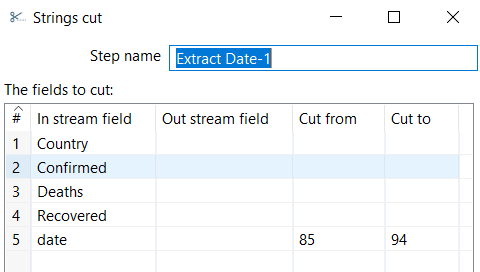 Strings cut
Step name Extract Date-1
The fields to cut:
# In stream field Out stream field Cut from Cut to
1 Country
2 Confirmed
3 Deaths
4 Recovered
5 date 85 94